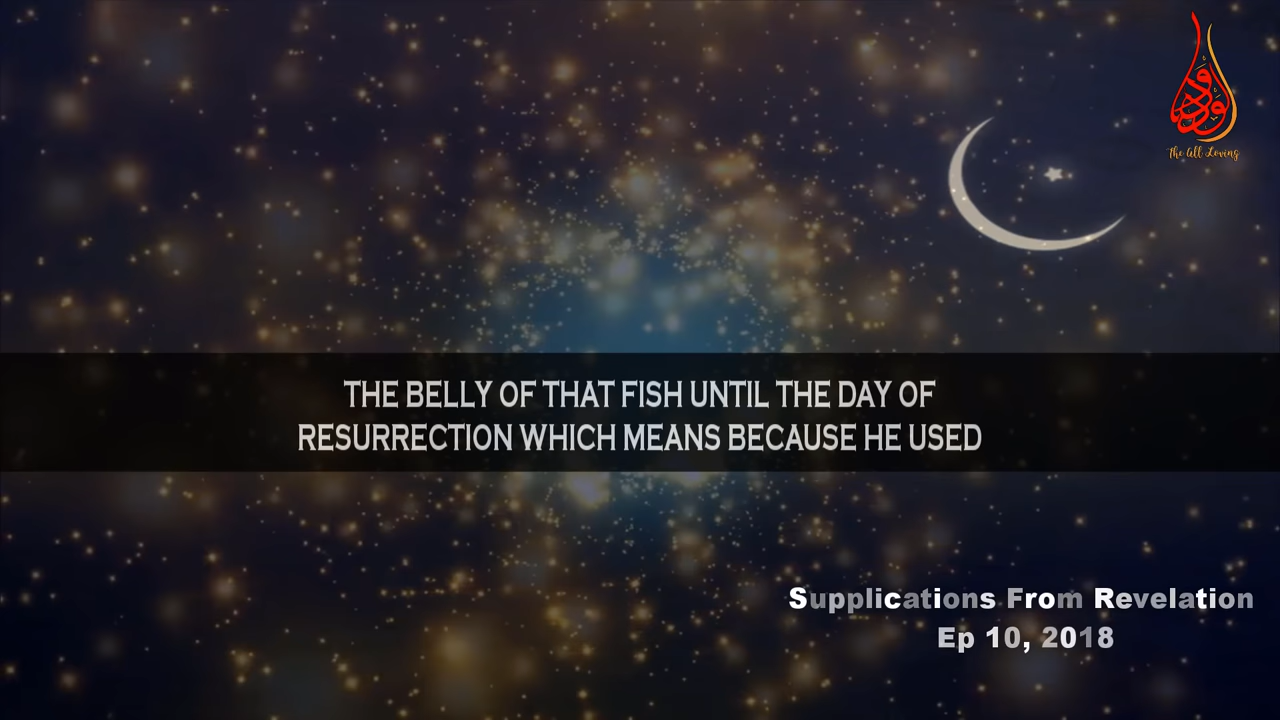 الودود
The All Loving
THE BELLY OF THAT FISH UNTIL THE DAY OF
RESURRECTION WHICH MEANS BECAUSE HE USED
Supplications From Revelation
Ep 10, 2018